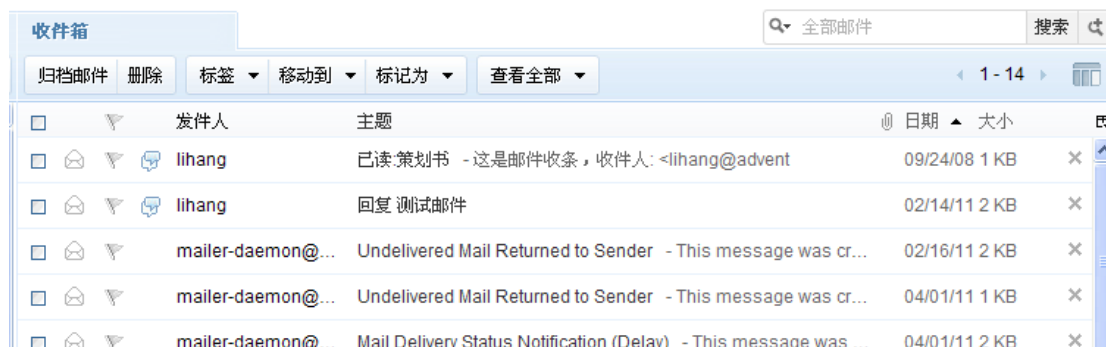 收件箱 全部邮件 搜索
归档邮件 删除 标签 移动到 标记为 查看全部 1 - 14
发件人 主题 日期 大小
lihang 已读:策划书 - 这是邮件收条，收件人: <lihang@advent 09/24/08 1 KB
lihang 回复 测试邮件 02/14/11 2 KB
mailer-daemon@... Undelivered Mail Returned to Sender - This message was cr... 02/16/11 2 KB
mailer-daemon@... Undelivered Mail Returned to Sender - This message was cr... 04/01/11 1 KB
mailer-daemon@... Mail Delivery Status Notification (Delay) - This message was ... 04/01/11 2 KB